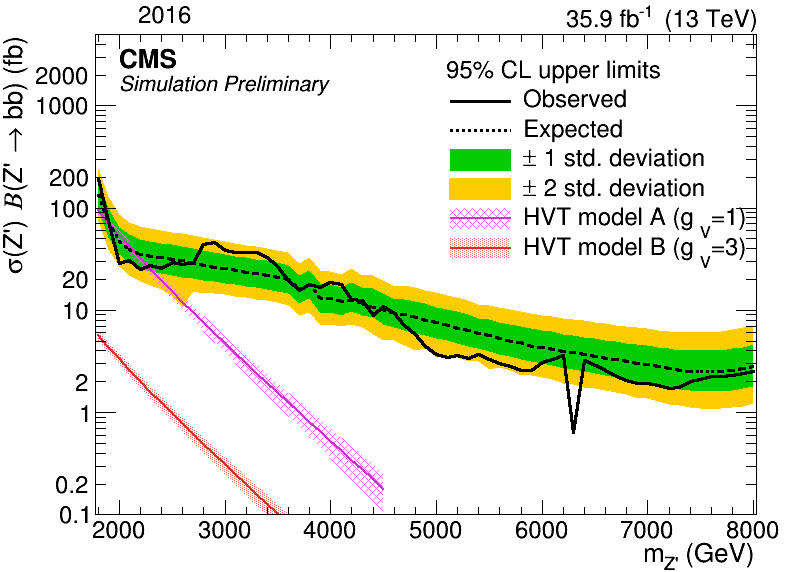 2016
35.9 fb⁻¹ (13 TeV)
CMS
Simulation Preliminary
95% CL upper limits
Observed
Expected
± 1 std. deviation
± 2 std. deviation
HVT model A (g_v=1)
HVT model B (g_v=3)
σ(Z') B(Z' → bb) (fb)
2000
1000
200
100
20
10
2
1
0.2
0.1
2000 3000 4000 5000 6000 7000 8000
m_Z' (GeV)